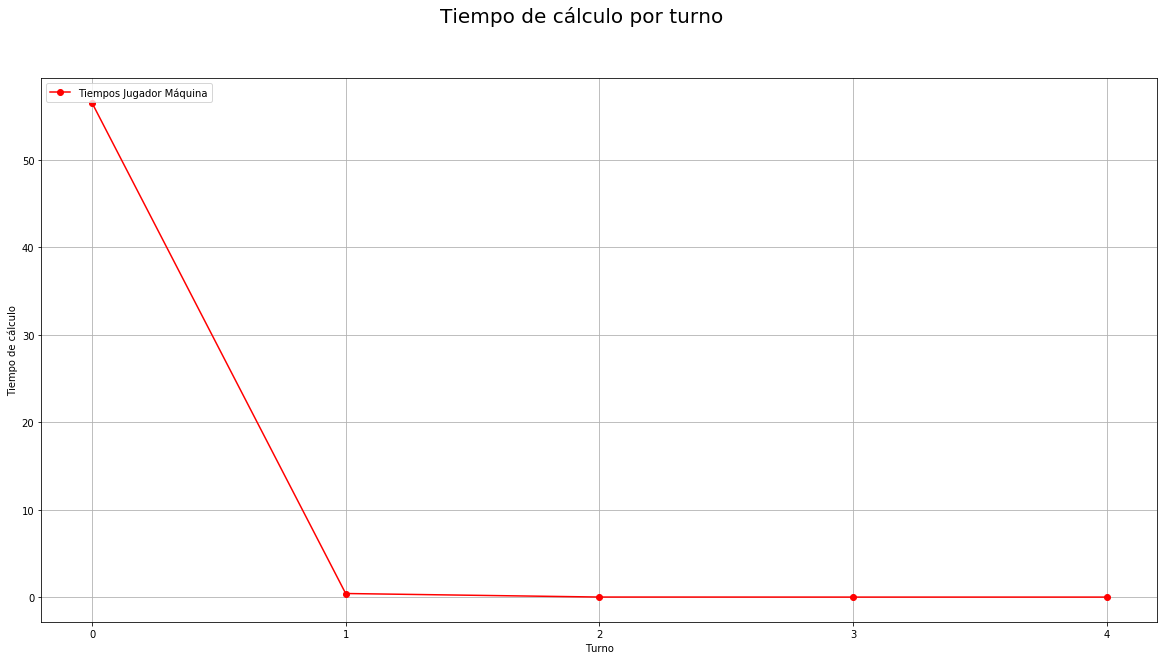 Tiempo de cálculo por turno
Tiempos Jugador Máquina
50
40
30
20
10
0
Tiempo de cálculo
0 1 2 3 4
Turno